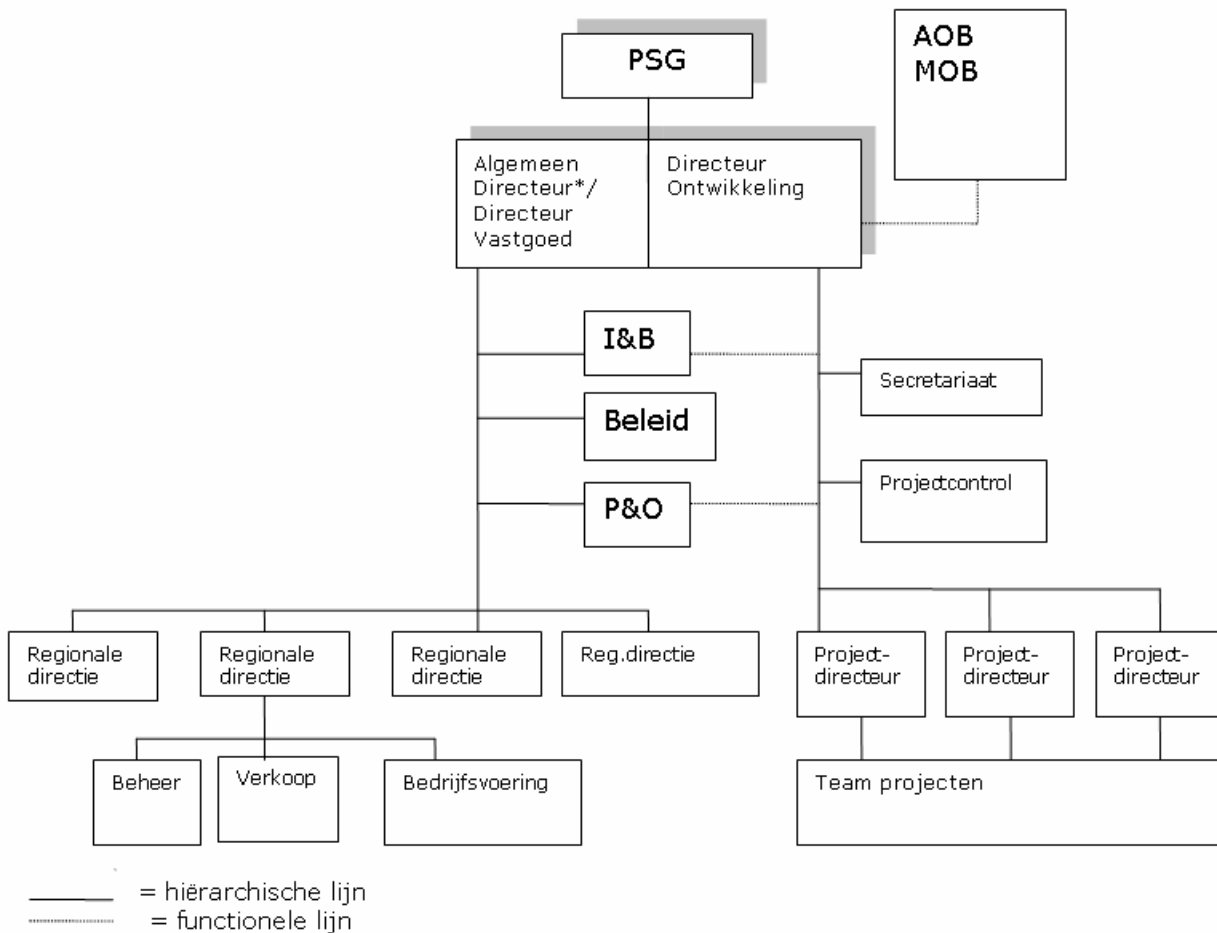 PSG
AOB
MOB
Algemeen
Directeur*/
Directeur
Vastgoed
Directeur
Ontwikkeling
I&B
Secretariaat
Beleid
Projectcontrol
P&O
Regionale
directie
Regionale
directie
Regionale
directie
Reg.directie
Project-
directeur
Project-
directeur
Project-
directeur
Beheer
Verkoop
Bedrijfsvoering
Team projecten
= hiërarchische lijn
= functionele lijn